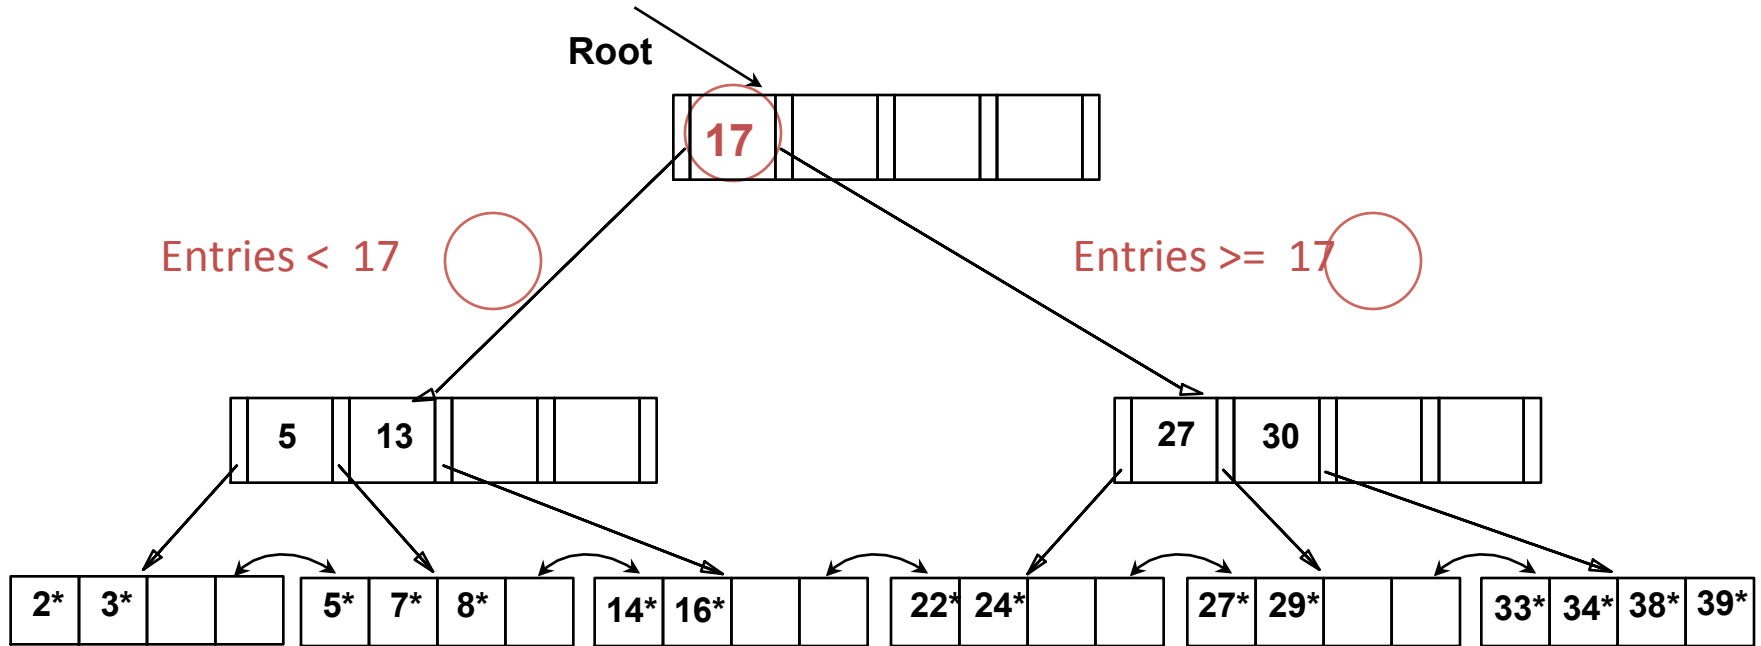 Root
17
Entries < 17
Entries >= 17
5 13
27 30
2* 3*
5* 7* 8*
14* 16*
22* 24*
27* 29*
33* 34* 38* 39*